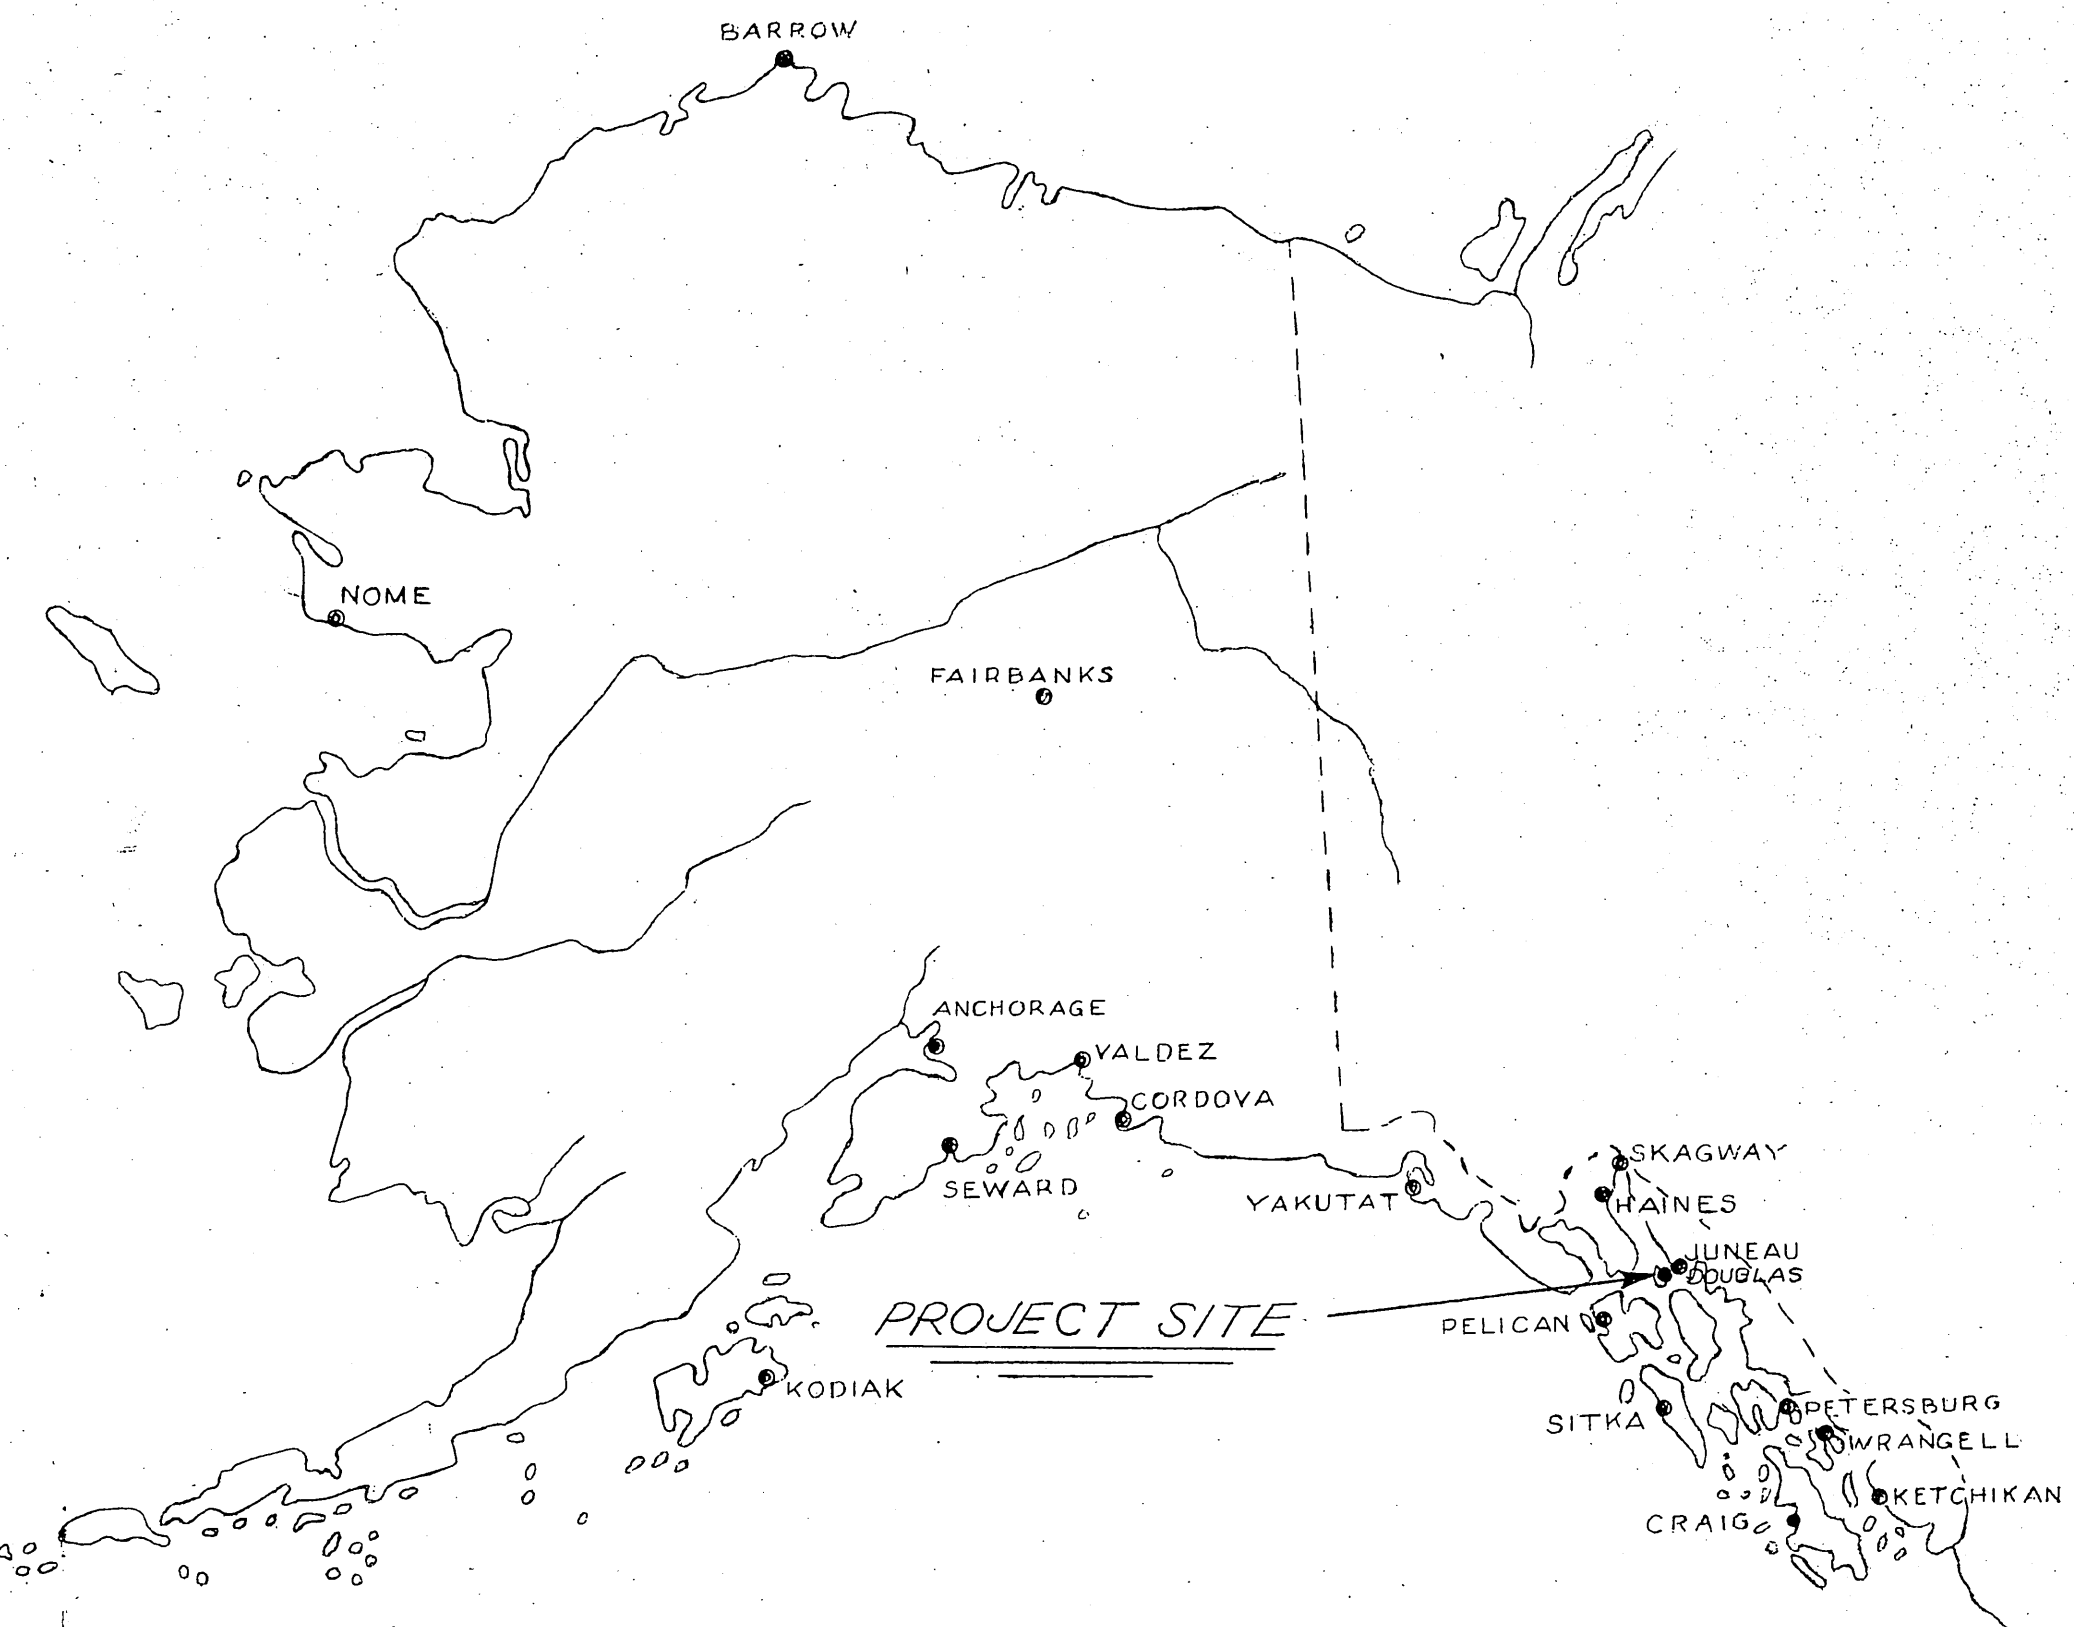 BARROW
NOME
FAIRBANKS
ANCHORAGE
VALDEZ
CORDOVA
SEWARD
YAKUTAT
SKAGWAY
HAINES
JUNEAU
DOUGLAS
PROJECT SITE
PELICAN
KODIAK
SITKA
PETERSBURG
WRANGELL
KETCHIKAN
CRAIG